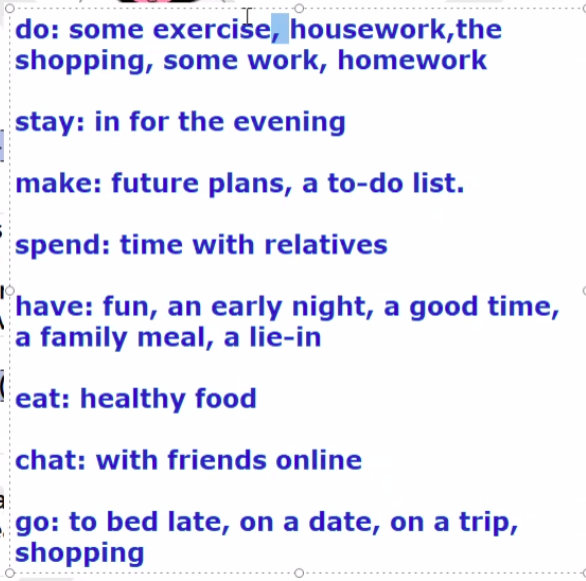 do: some exercise, housework,the
shopping, some work, homework
stay: in for the evening
make: future plans, a to-do list.
spend: time with relatives
have: fun, an early night, a good time,
a family meal, a lie-in
eat: healthy food
chat: with friends online
go: to bed late, on a date, on a trip,
shopping